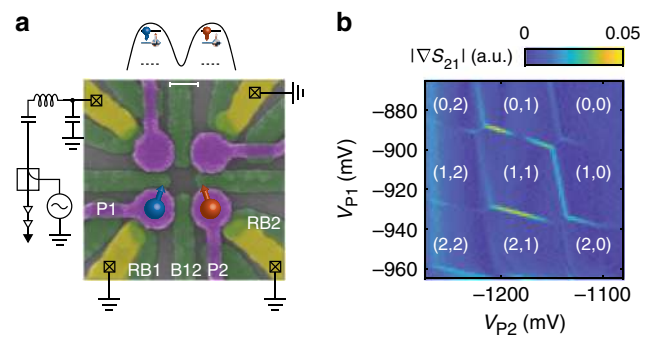 a
P1
RB1
B12
P2
RB2
b
0
0.05
|∇S21| (a.u.)
(0,2)
(0,1)
(0,0)
(1,2)
(1,1)
(1,0)
(2,2)
(2,1)
(2,0)
−880
−900
−920
−940
−960
VP1 (mV)
−1200
−1100
VP2 (mV)